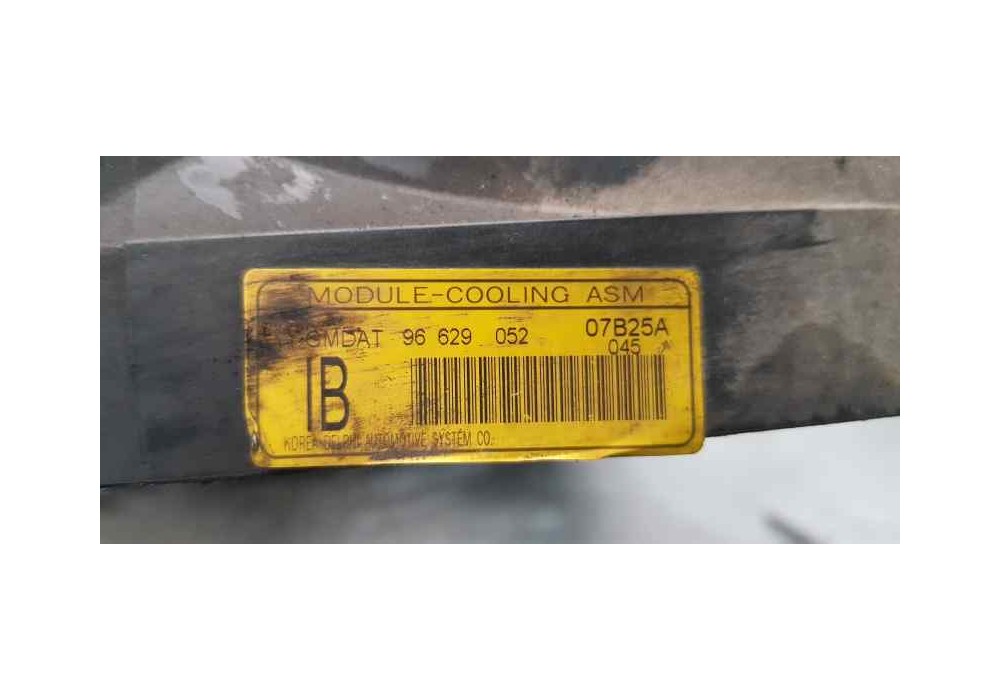 MODULE-COOLING ASM
GMDAT 96 629 052 07B25A
045
IB
KOREA DELPHI AUTOMOTIVE SYSTEM CO.